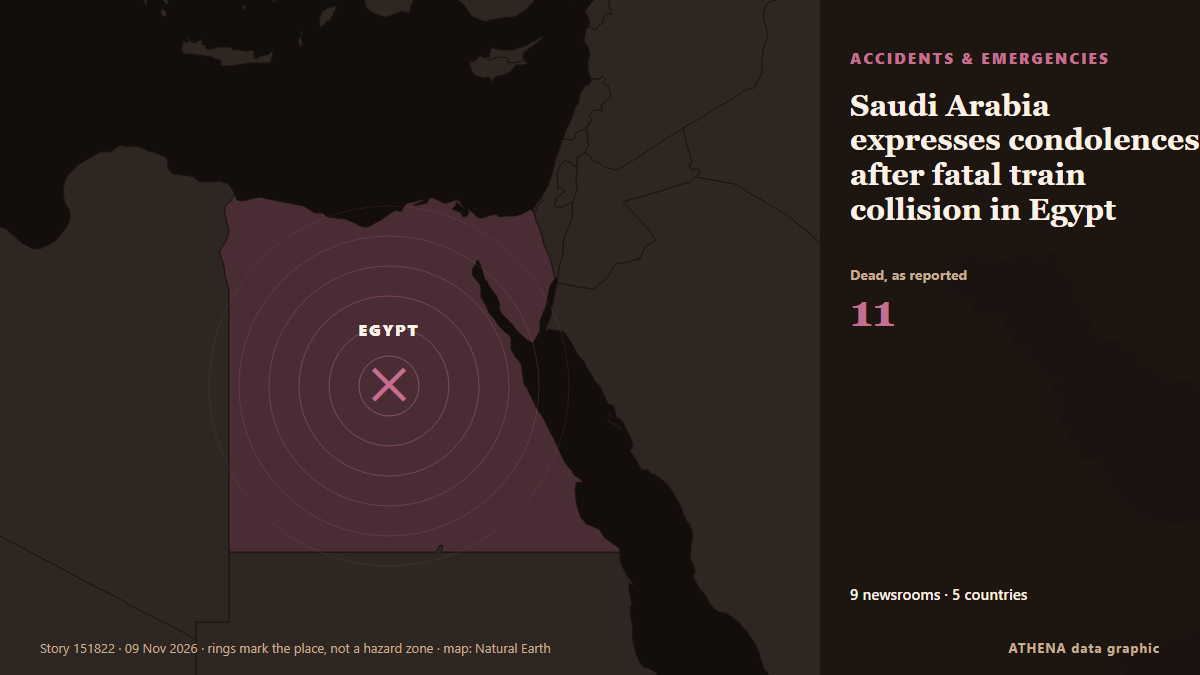 ACCIDENTS & EMERGENCIES
Saudi Arabia
expresses condolences
after fatal train
collision in Egypt
Dead, as reported
11
EGYPT
9 newsrooms · 5 countries
Story 151822 · 09 Nov 2026 · rings mark the place, not a hazard zone · map: Natural Earth
ATHENA data graphic